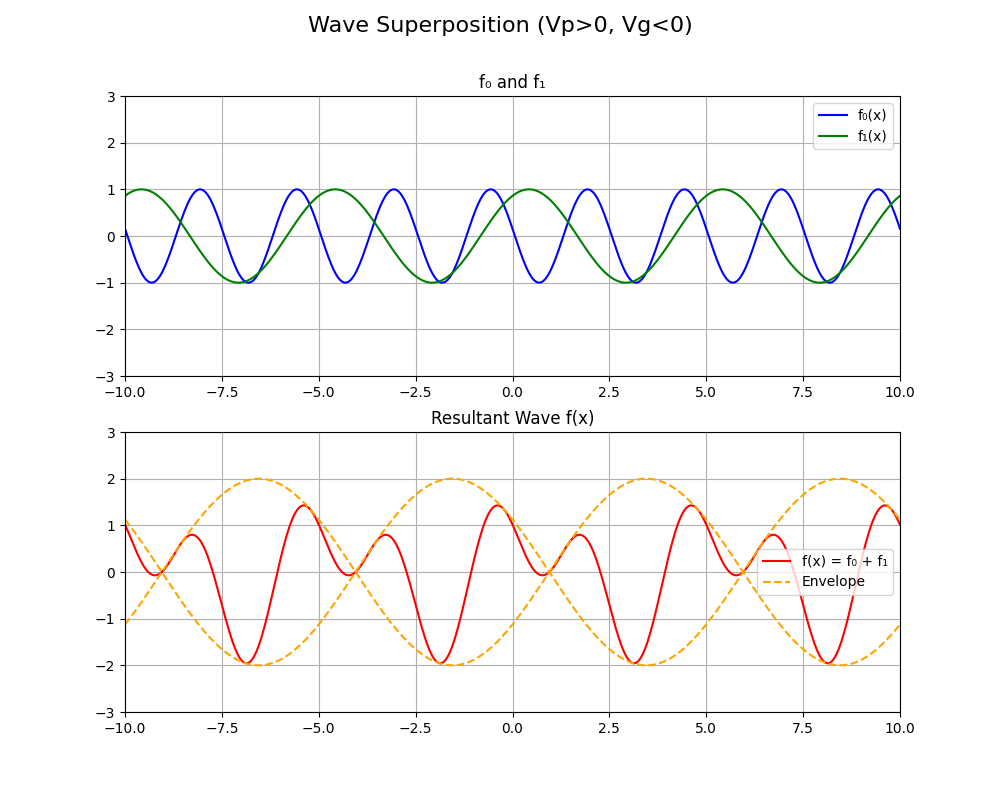 Wave Superposition (Vp>0, Vg<0)
f₀ and f₁
3
2
1
0
−1
−2
−3
f₀(x)
f₁(x)
−10.0 −7.5 −5.0 −2.5 0.0 2.5 5.0 7.5 10.0
Resultant Wave f(x)
3
2
1
0
−1
−2
−3
f(x) = f₀ + f₁
Envelope
−10.0 −7.5 −5.0 −2.5 0.0 2.5 5.0 7.5 10.0